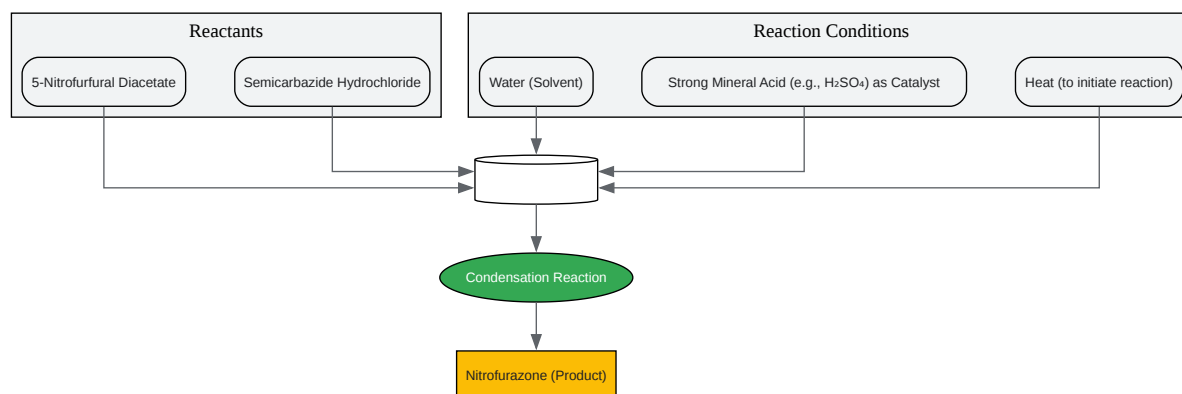 Reactants
Reaction Conditions
5-Nitrofurfural Diacetate
Semicarbazide Hydrochloride
Water (Solvent)
Strong Mineral Acid (e.g., H₂SO₄) as Catalyst
Heat (to initiate reaction)
Condensation Reaction
Nitrofurazone (Product)